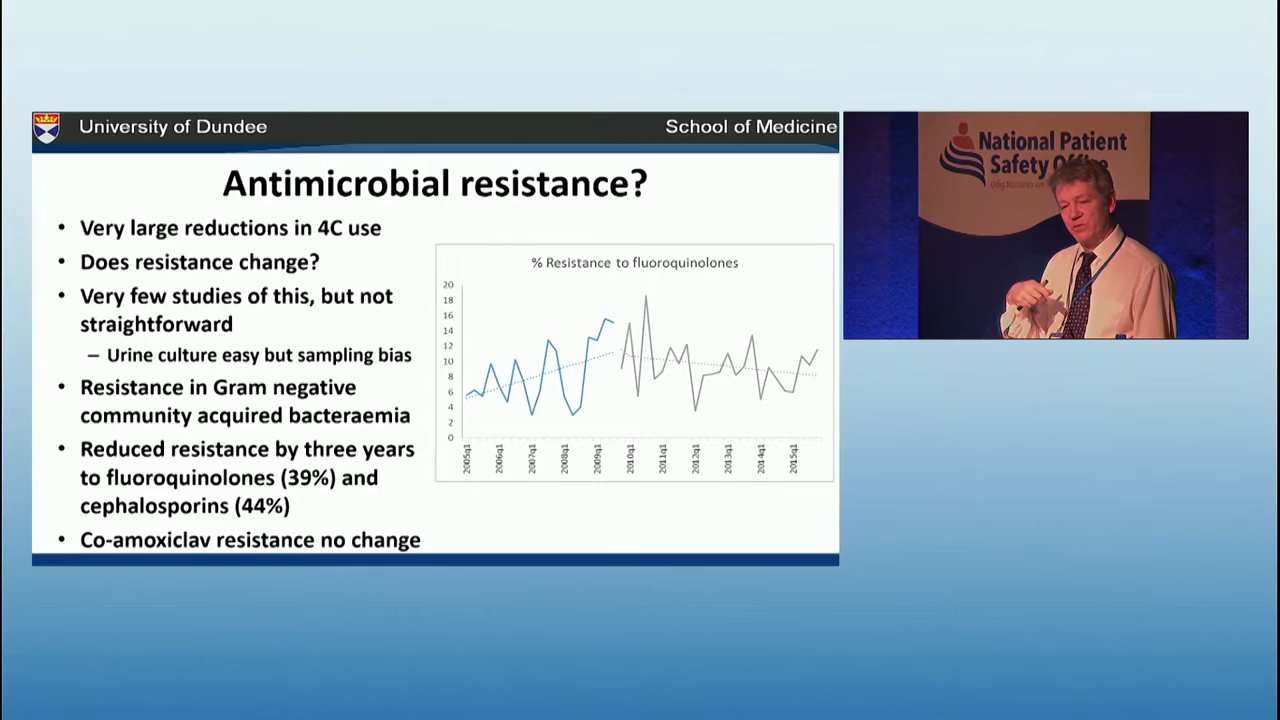 University of Dundee
School of Medicine
Antimicrobial resistance?
• Very large reductions in 4C use
• Does resistance change?
• Very few studies of this, but not
straightforward
– Urine culture easy but sampling bias
• Resistance in Gram negative
community acquired bacteraemia
• Reduced resistance by three years
to fluoroquinolones (39%) and
cephalosporins (44%)
• Co-amoxiclav resistance no change
% Resistance to fluoroquinolones
20
18
16
14
12
10
8
6
4
2
0
2005q1
2006q1
2007q1
2008q1
2009q1
2010q1
2011q1
2012q1
2013q1
2014q1
2015q1
National Patient
Safety